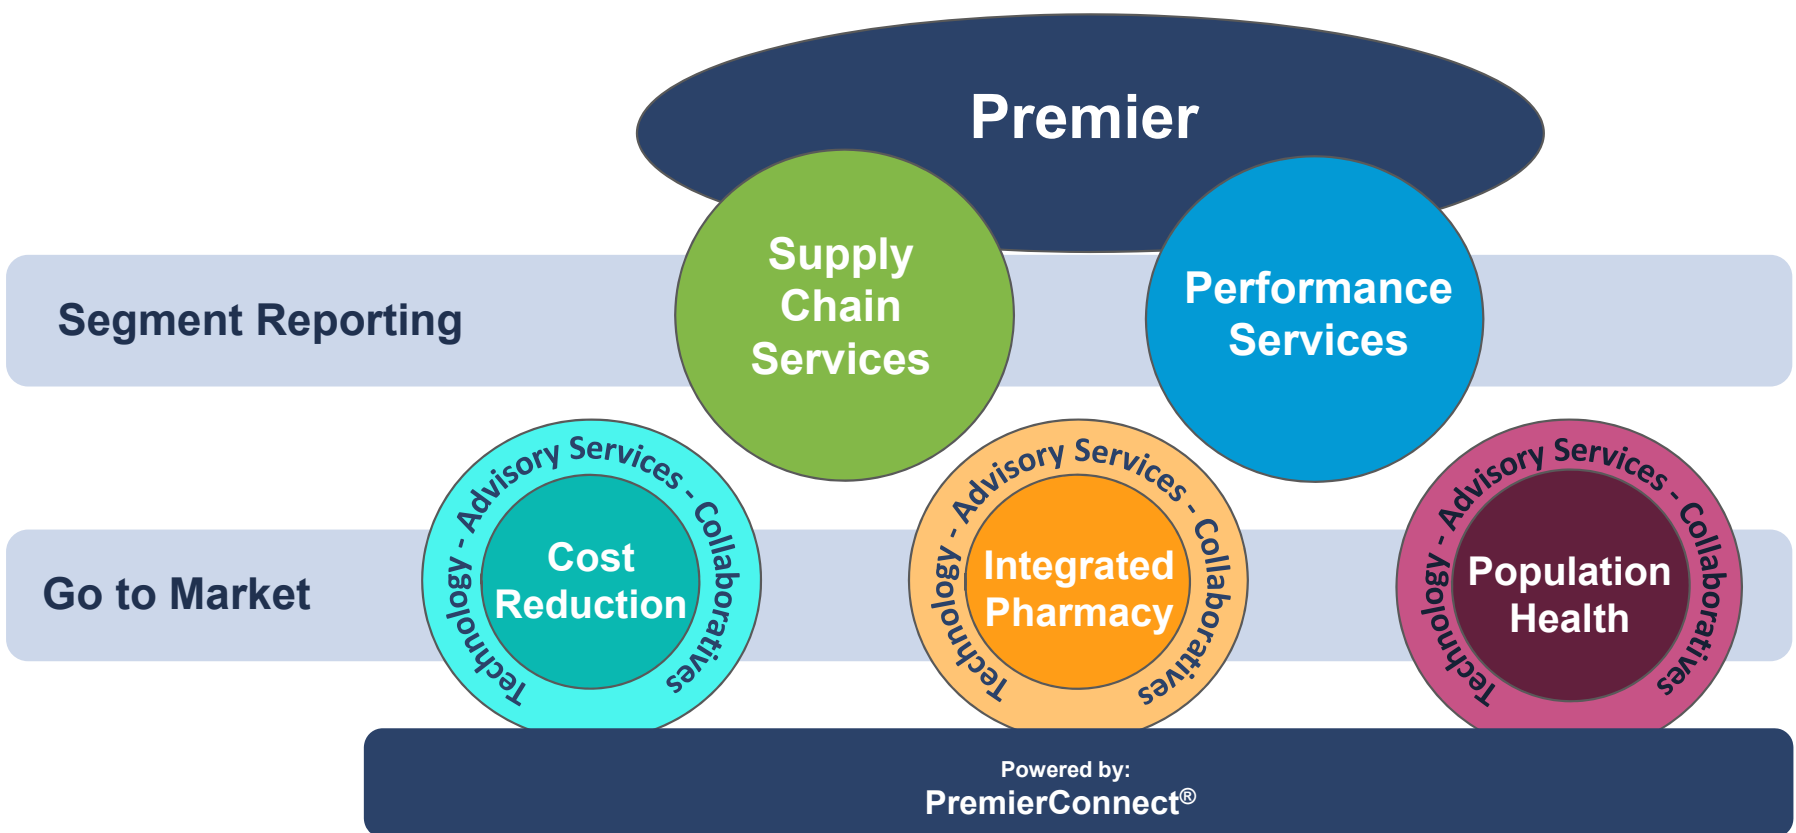 Premier
Supply
Chain
Services
Performance
Services
Segment Reporting
Technology - Advisory Services - Collaboratives
Cost
Reduction
Technology - Advisory Services - Collaboratives
Integrated
Pharmacy
Technology - Advisory Services - Collaboratives
Population
Health
Go to Market
Powered by:
PremierConnect®